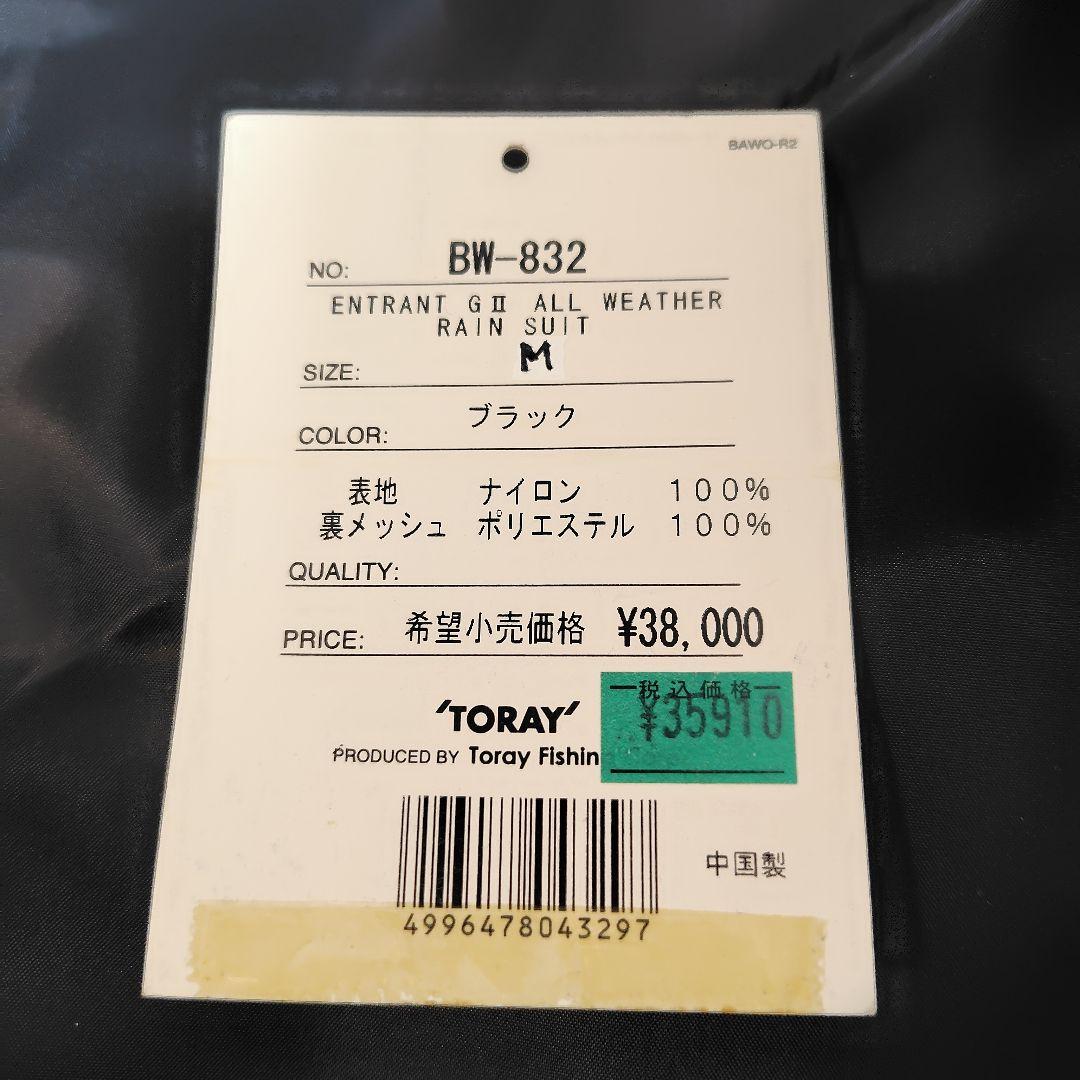 BAWO-R2
NO: BW-832
ENTRANT GⅡ ALL WEATHER
RAIN SUIT
SIZE: M
COLOR: ブラック
表地 ナイロン 100%
裏メッシュ ポリエステル 100%
QUALITY:
PRICE: 希望小売価格 ¥38,000
税込価格
¥35910
'TORAY'
PRODUCED BY Toray Fishin
中国製
4996478043297